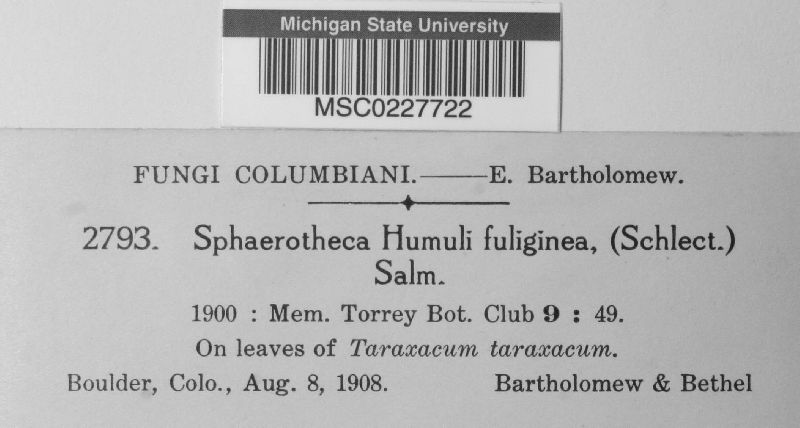 Michigan State University
MSC0227722
FUNGI COLUMBIANI.——E. Bartholomew.
2793. Sphaerotheca Humuli fuliginea, (Schlect.)
Salm.
1900 : Mem. Torrey Bot. Club 9 : 49.
On leaves of Taraxacum taraxacum.
Boulder, Colo., Aug. 8, 1908. Bartholomew & Bethel